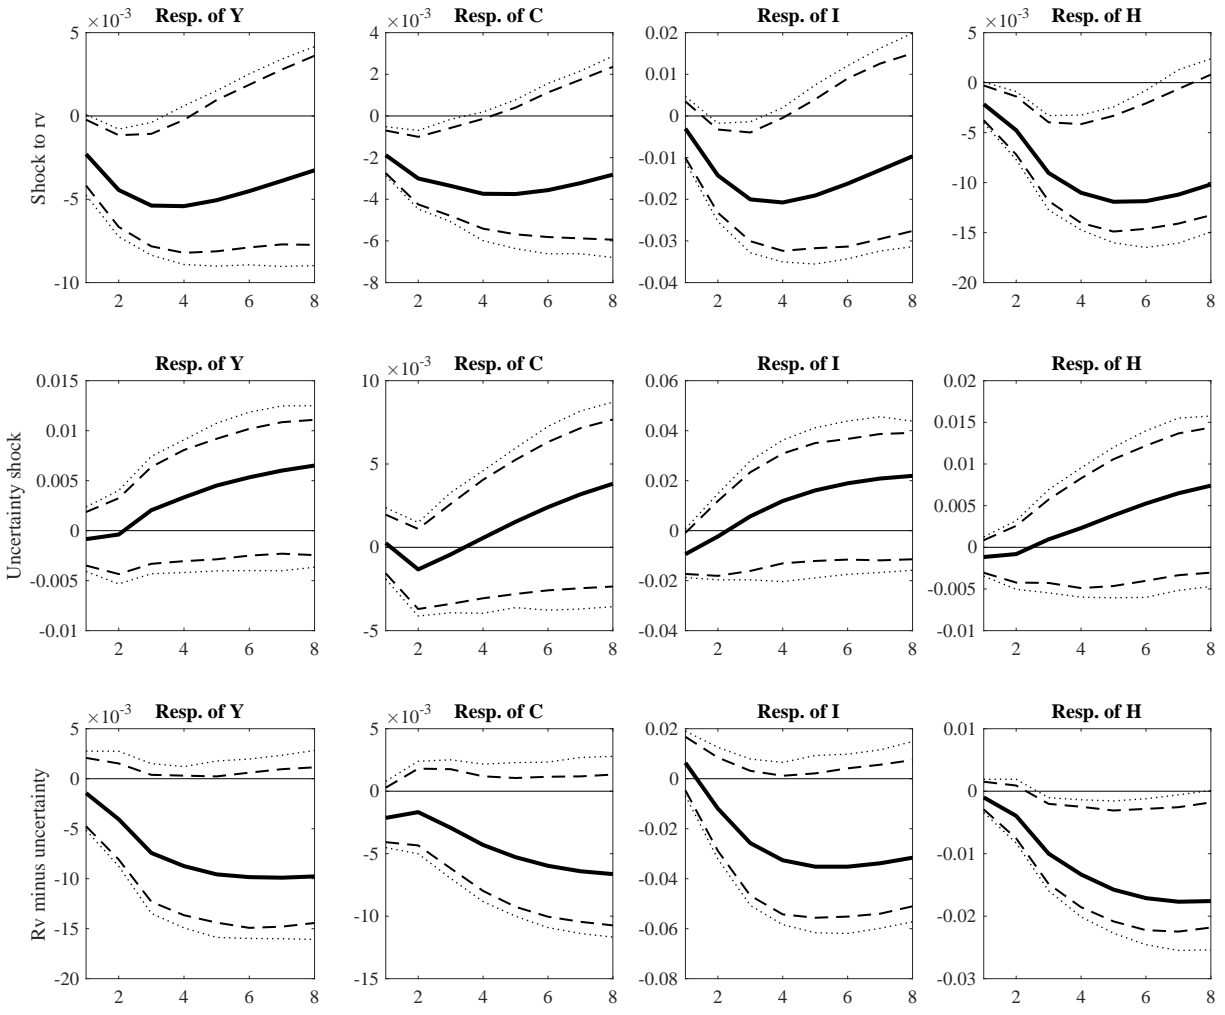 ×10⁻³ Resp. of Y
×10⁻³ Resp. of C
Resp. of I
×10⁻³ Resp. of H
Shock to rv
5
0
-5
-10
2 4 6 8
4
2
0
-2
-4
-6
-8
2 4 6 8
0.02
0.01
0
-0.01
-0.02
-0.03
-0.04
2 4 6 8
5
0
-5
-10
-15
-20
2 4 6 8
Resp. of Y
×10⁻³ Resp. of C
Resp. of I
Resp. of H
Uncertainty shock
0.015
0.01
0.005
0
-0.005
-0.01
2 4 6 8
10
5
0
-5
2 4 6 8
0.06
0.04
0.02
0
-0.02
-0.04
2 4 6 8
0.02
0.015
0.01
0.005
0
-0.005
-0.01
2 4 6 8
×10⁻³ Resp. of Y
×10⁻³ Resp. of C
Resp. of I
Resp. of H
Rv minus uncertainty
5
0
-5
-10
-15
-20
2 4 6 8
5
0
-5
-10
-15
2 4 6 8
0.02
0
-0.02
-0.04
-0.06
-0.08
2 4 6 8
0.01
0
-0.01
-0.02
-0.03
2 4 6 8